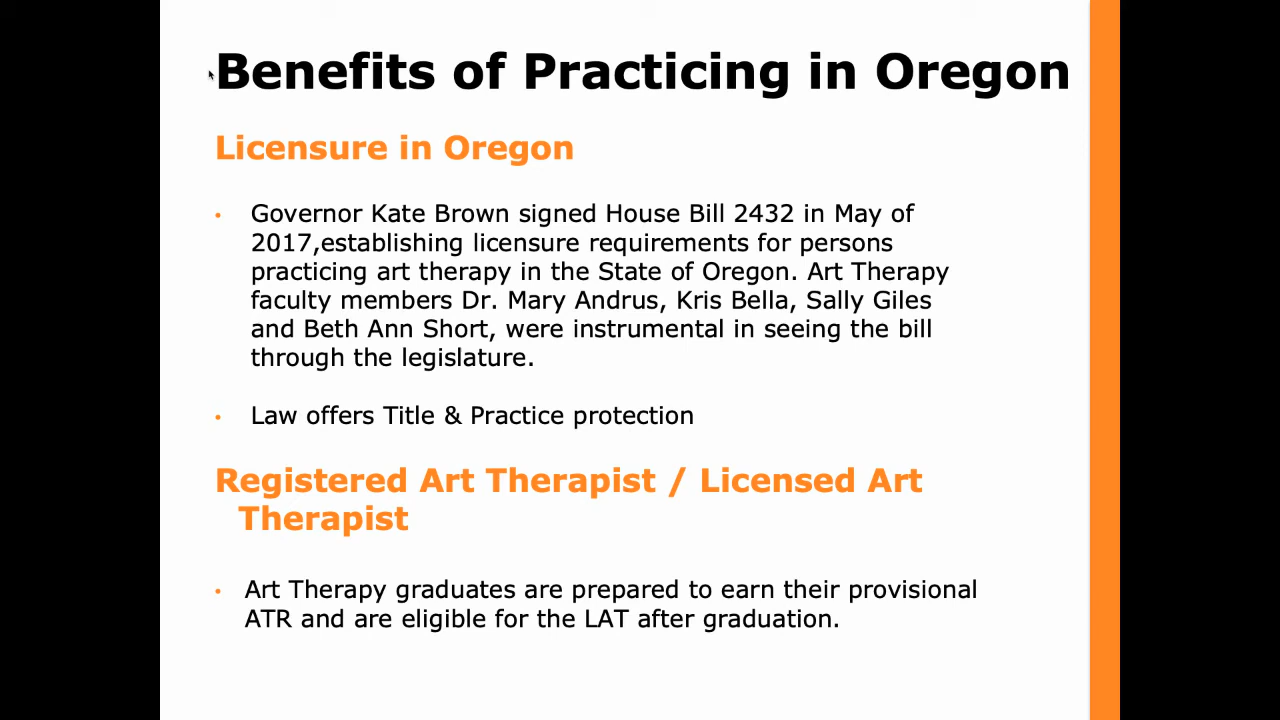 Benefits of Practicing in Oregon
Licensure in Oregon
• Governor Kate Brown signed House Bill 2432 in May of
2017,establishing licensure requirements for persons
practicing art therapy in the State of Oregon. Art Therapy
faculty members Dr. Mary Andrus, Kris Bella, Sally Giles
and Beth Ann Short, were instrumental in seeing the bill
through the legislature.
• Law offers Title & Practice protection
Registered Art Therapist / Licensed Art
Therapist
• Art Therapy graduates are prepared to earn their provisional
ATR and are eligible for the LAT after graduation.